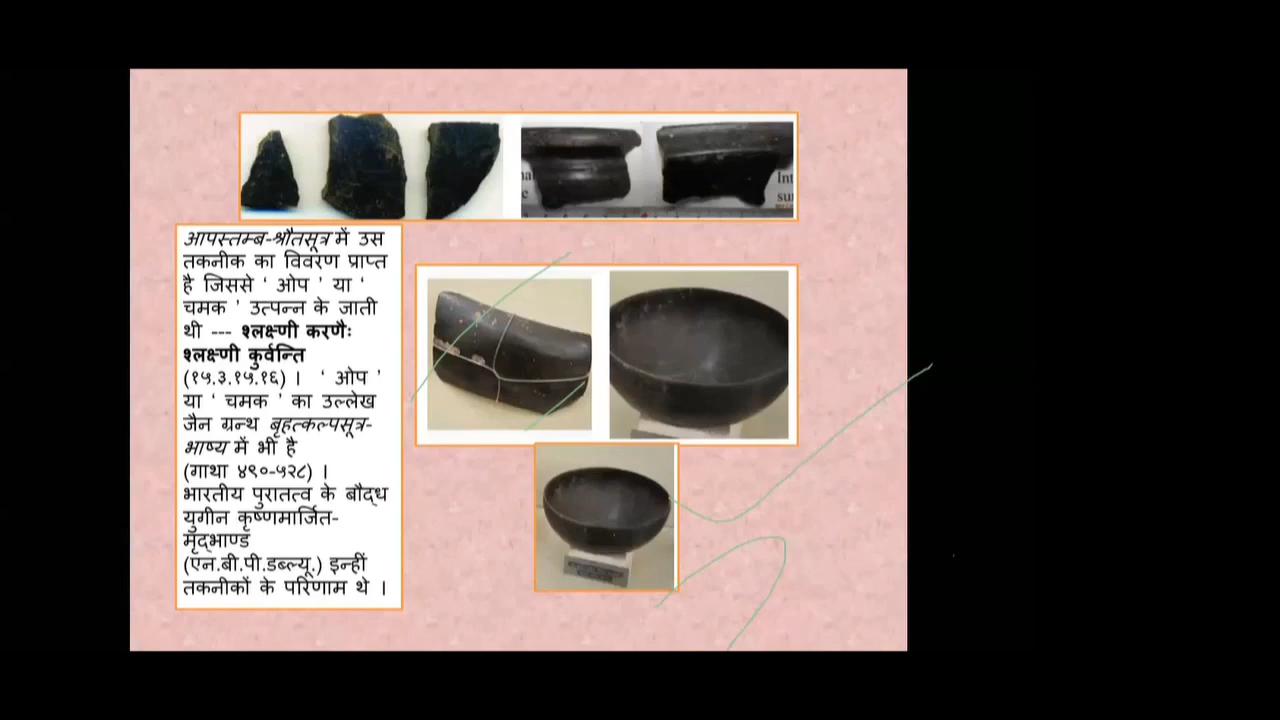 आपस्तम्ब-श्रौतसूत्र में उस
तकनीक का विवरण प्राप्त
है जिससे ‘ ओप ’ या ‘
चमक ’ उत्पन्न के जाती
थी --- श्लक्ष्णी करणैः
श्लक्ष्णी कुर्वन्ति
(१५.३.१५.१६) । ‘ ओप ’
या ‘ चमक ’ का उल्लेख
जैन ग्रन्थ बृहत्कल्पसूत्र-
भाष्य में भी है
(गाथा ४९०-५२८) ।
भारतीय पुरातत्व के बौद्ध
युगीन कृष्णमार्जित-
मृद्भाण्ड
(एन.बी.पी.डब्ल्यू.) इन्हीं
तकनीकों के परिणाम थे ।